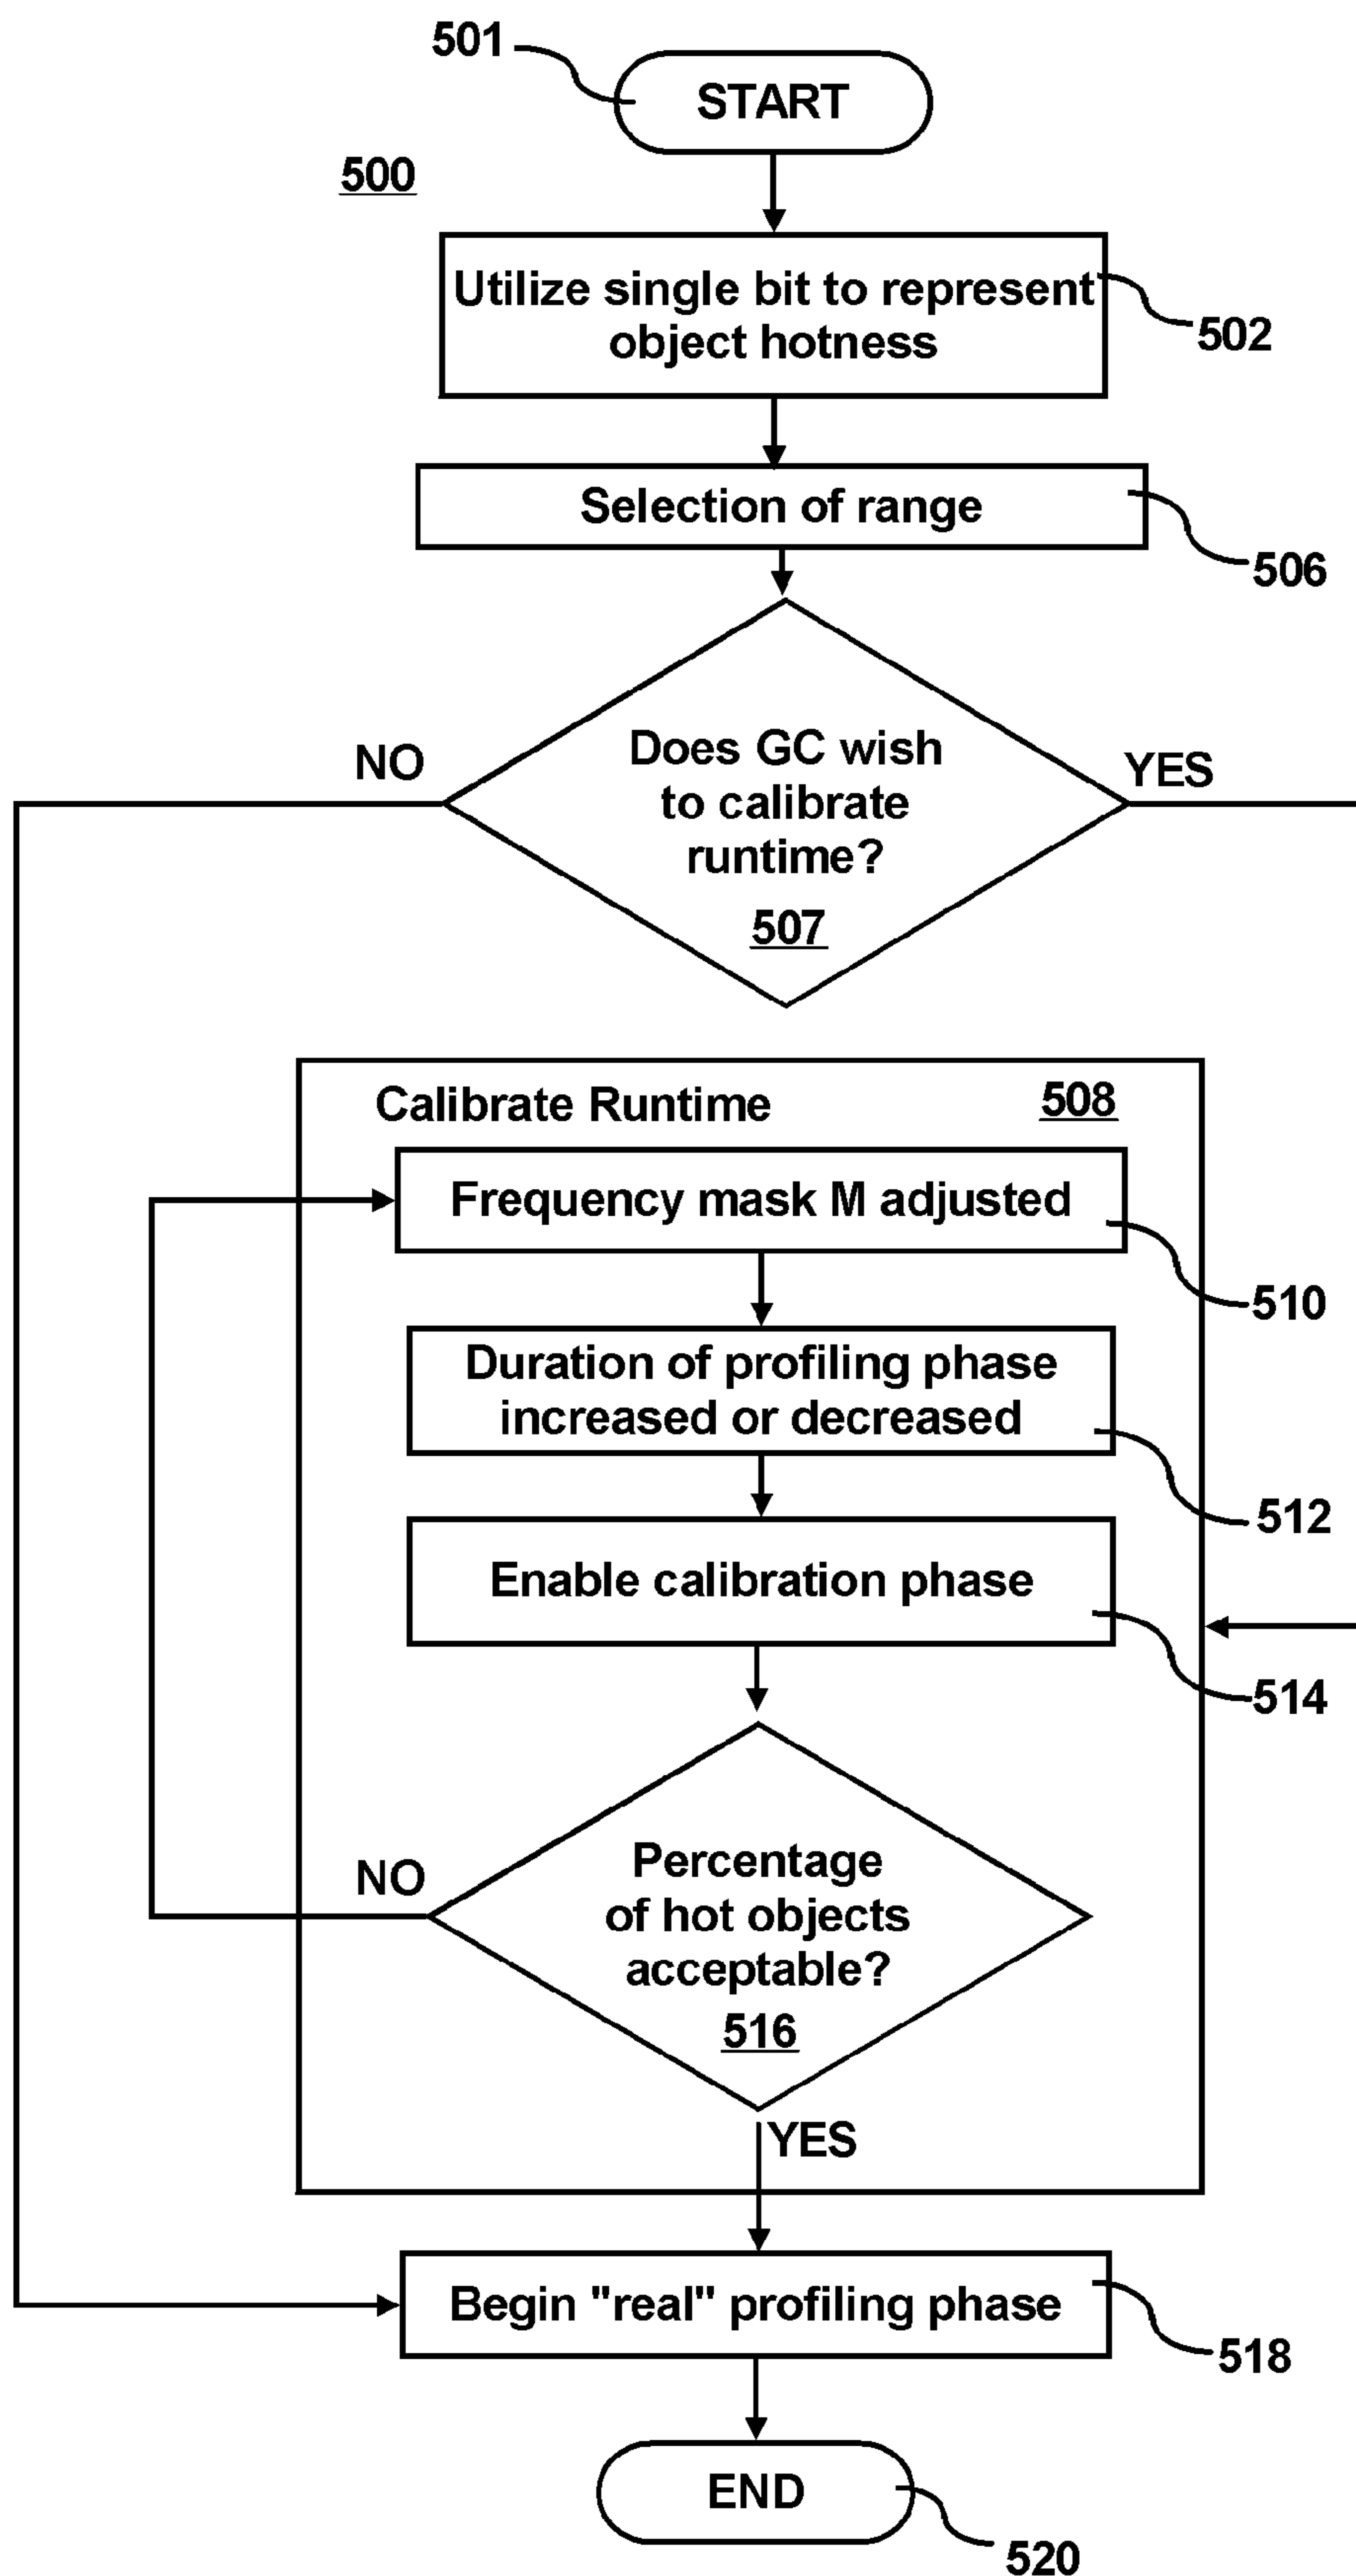 501
START
500
Utilize single bit to represent
object hotness
502
Selection of range
506
NO
Does GC wish
to calibrate
runtime?
507
YES
Calibrate Runtime
508
Frequency mask M adjusted
510
Duration of profiling phase
increased or decreased
512
Enable calibration phase
514
NO
Percentage
of hot objects
acceptable?
516
YES
Begin "real" profiling phase
518
END
520